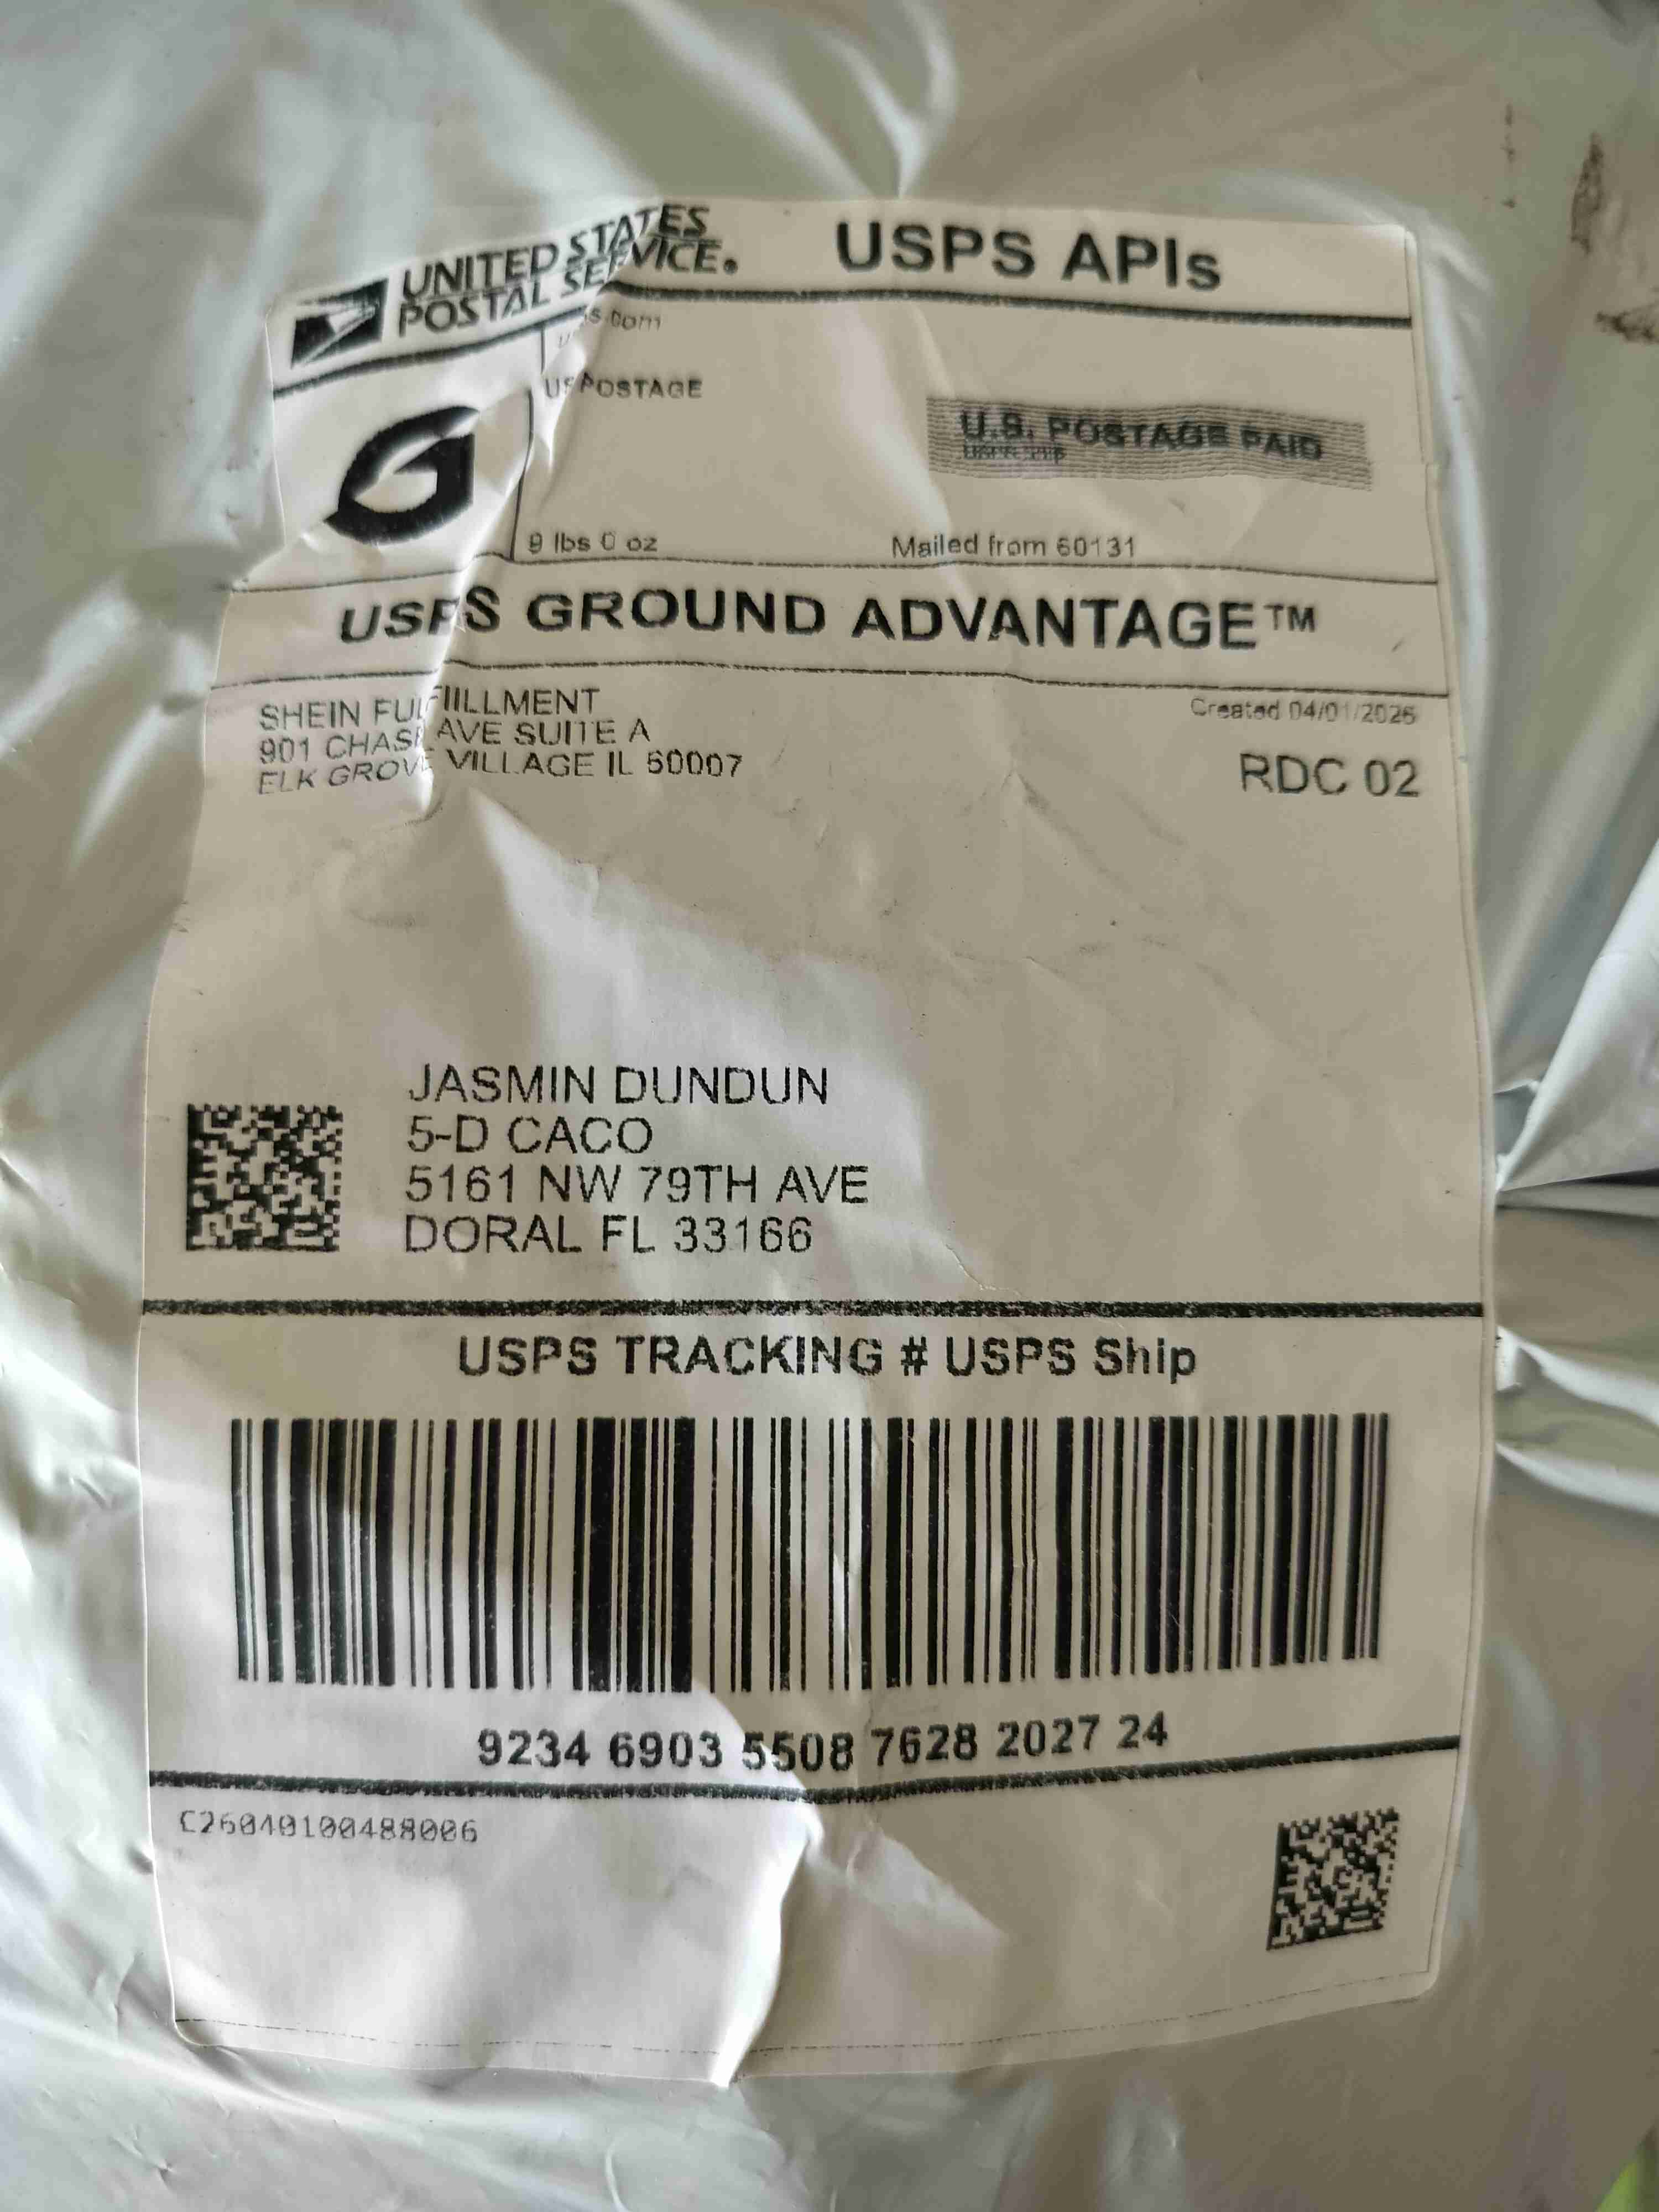 UNITED STATES
POSTAL SERVICE.
USPS APIs
US POSTAGE
U.S. POSTAGE PAID
9 lbs 0 oz
Mailed from 60131
USPS GROUND ADVANTAGE™
SHEIN FULFIILLMENT
901 CHASE AVE SUITE A
ELK GROVE VILLAGE IL 60007
Created 04/01/2026
RDC 02
JASMIN DUNDUN
5-D CACO
5161 NW 79TH AVE
DORAL FL 33166
USPS TRACKING # USPS Ship
9234 6903 5508 7628 2027 24
C26040100488006